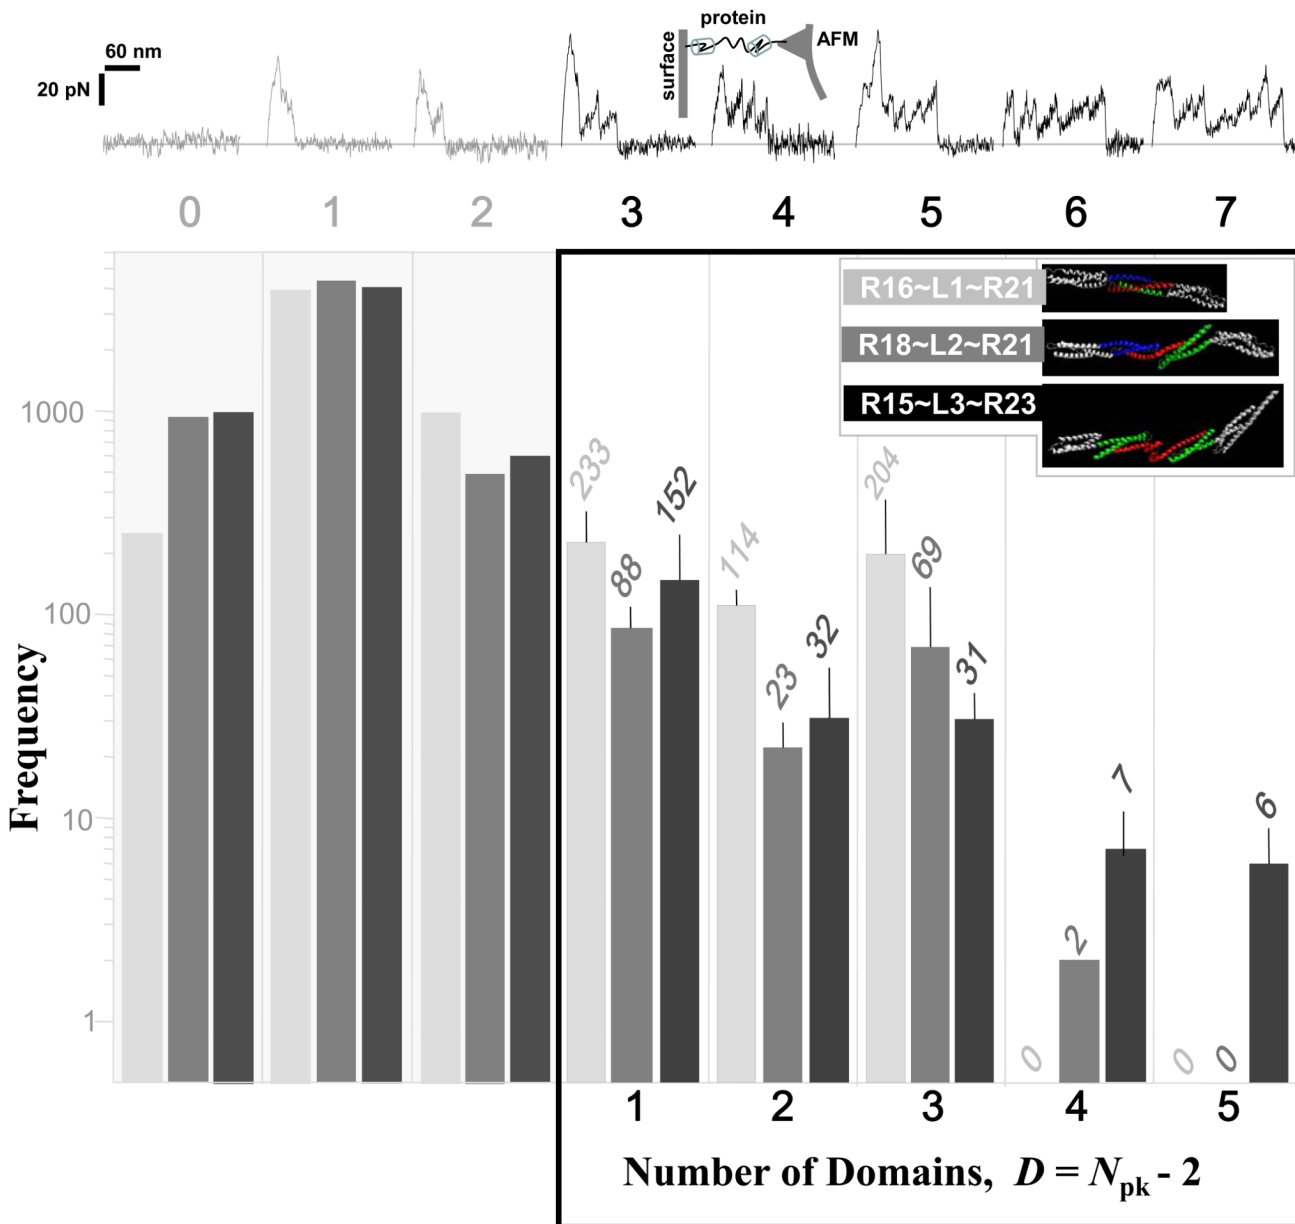 protein
60 nm
AFM
20 pN
surface
0 1 2 3 4 5 6 7
R16~L1~R21
R18~L2~R21
R15~L3~R23
1000
100
10
1
Frequency
233
88
152
114
23
32
204
69
31
0
2
7
0
0
6
1 2 3 4 5
Number of Domains, D = Npk - 2